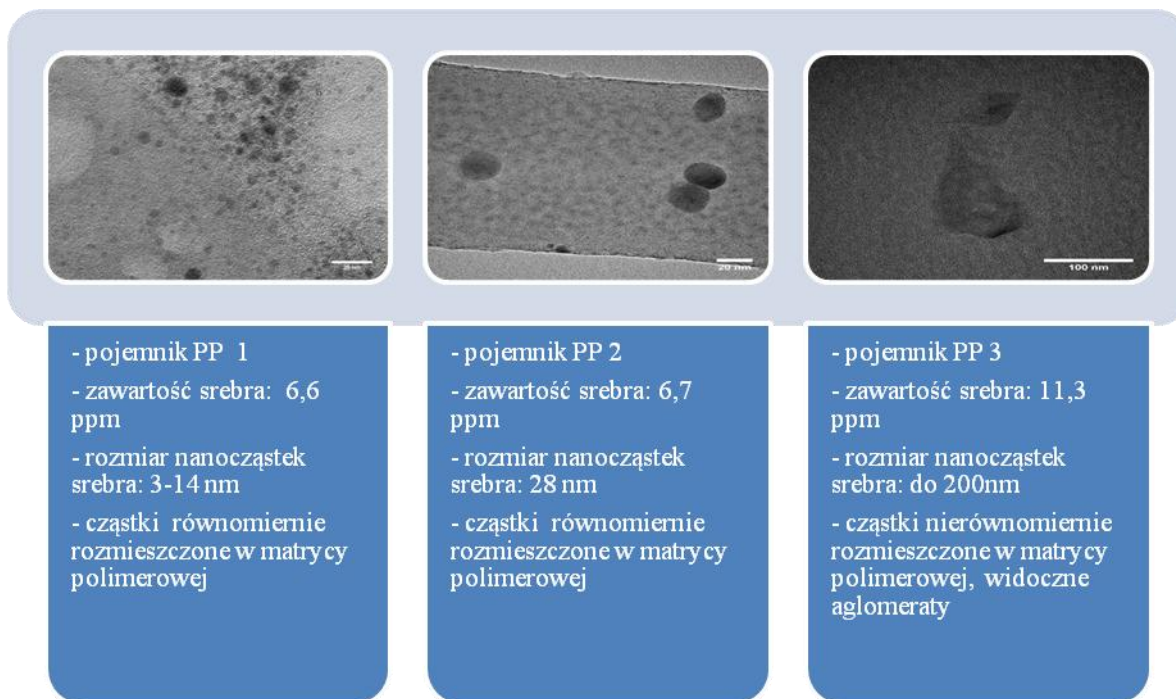 20 nm
100 nm
- pojemnik PP 1
- zawartość srebra: 6,6
ppm
- rozmiar nanocząstek
srebra: 3-14 nm
- cząstki równomiernie
rozmieszczone w matrycy
polimerowej
- pojemnik PP 2
- zawartość srebra: 6,7
ppm
- rozmiar nanocząstek
srebra: 28 nm
- cząstki równomiernie
rozmieszczone w matrycy
polimerowej
- pojemnik PP 3
- zawartość srebra: 11,3
ppm
- rozmiar nanocząstek
srebra: do 200nm
- cząstki nierównomiernie
rozmieszczone w matrycy
polimerowej, widoczne
aglomeraty